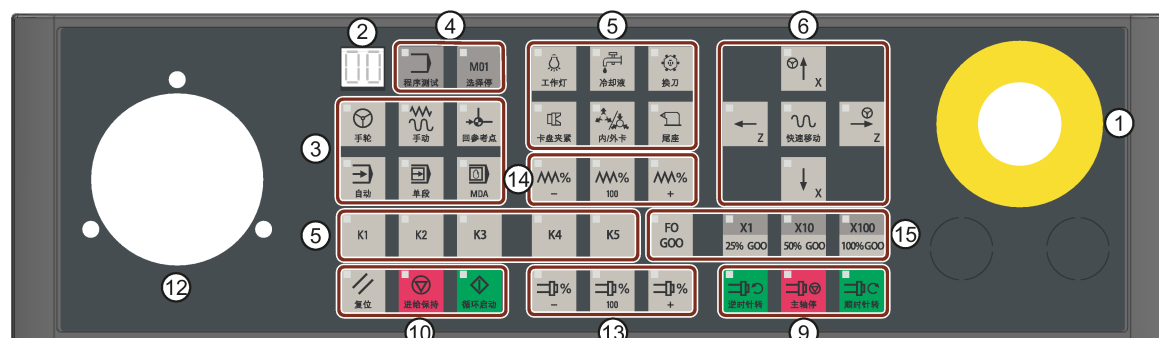 ② ④ ⑤ ⑥
M01
程序测试 选择停 工作灯 冷却液 换刀 X
①
③ 手轮 手动 回参考点 卡盘夹紧 内/外卡 尾座 Z 快速移动 Z
自动 单段 MDA ⑭ % − % 100 % + X
⑤ K1 K2 K3 K4 K5 FO GOO X1 25% GOO X10 50% GOO X100 100%GOO ⑮
⑫ 复位 进给保持 循环启动 % − % 100 % + 逆时针转 主轴停 顺时针转
⑩ ⑬ ⑨